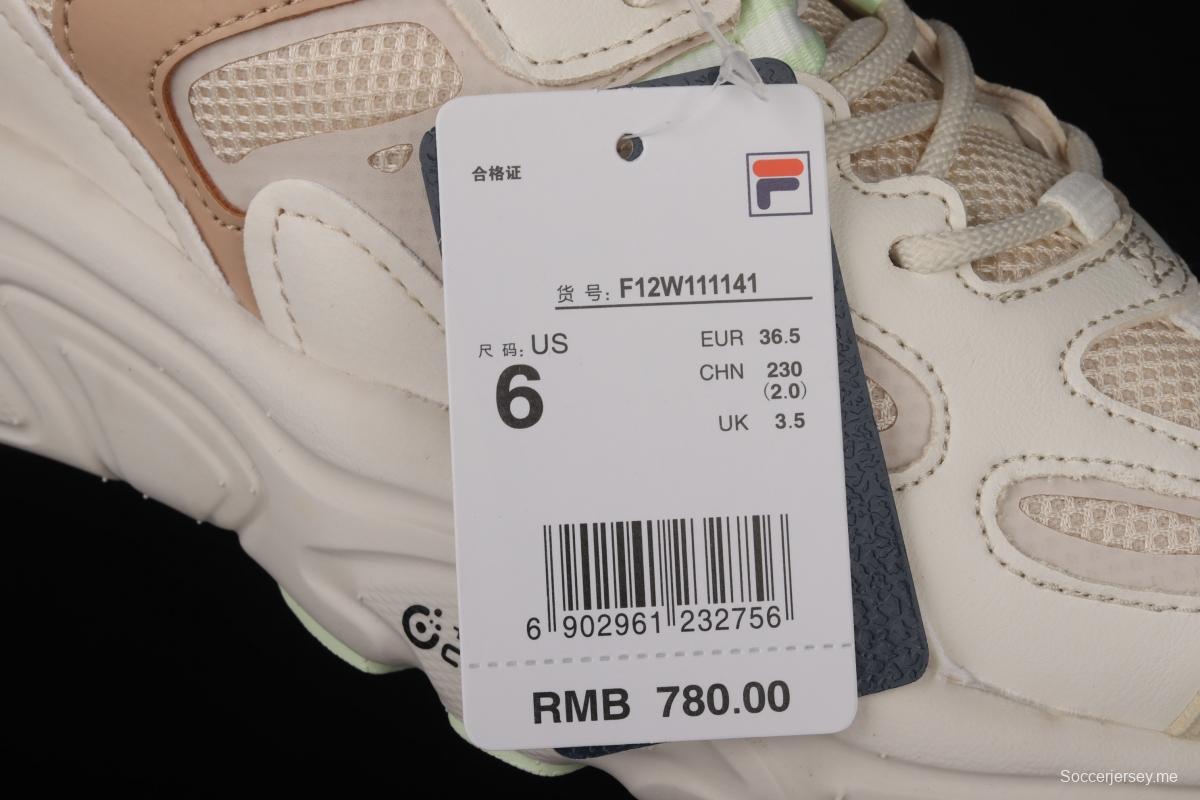 合格证
F
货 号: F12W111141
尺 码: US
6
EUR 36.5
CHN 230
(2.0)
UK 3.5
6 902961 232756
RMB 780.00
Soccerjersey.me